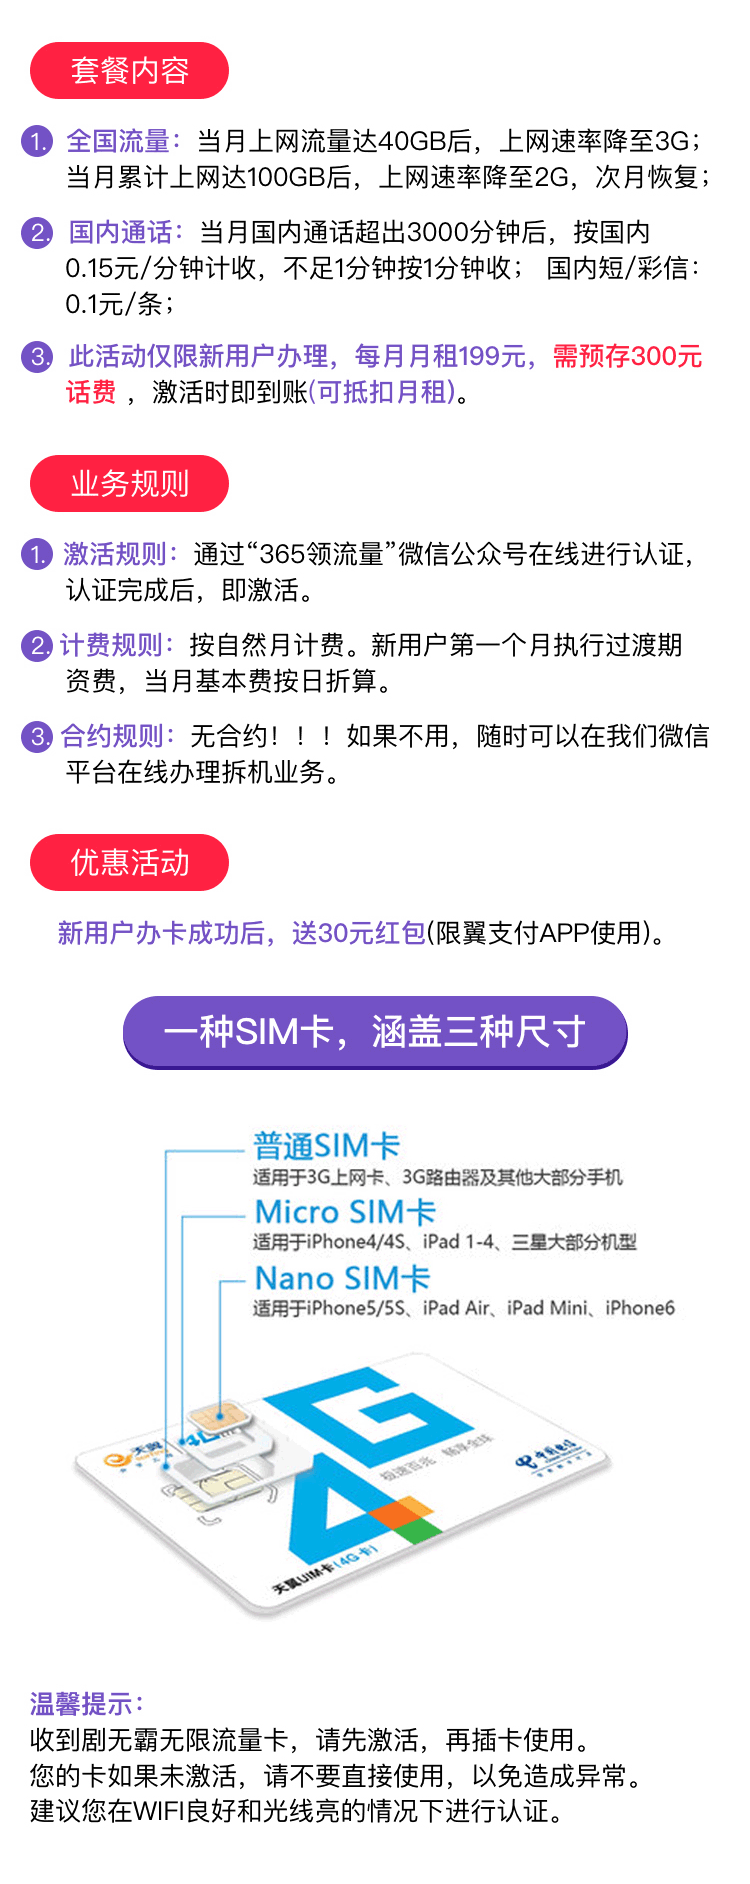 套餐内容
1. 全国流量：当月上网流量达40GB后，上网速率降至3G；
当月累计上网达100GB后，上网速率降至2G，次月恢复；
2. 国内通话：当月国内通话超出3000分钟后，按国内
0.15元/分钟计收，不足1分钟按1分钟收； 国内短/彩信：
0.1元/条；
3. 此活动仅限新用户办理，每月月租199元，需预存300元
话费 ，激活时即到账(可抵扣月租)。
业务规则
1. 激活规则：通过“365领流量”微信公众号在线进行认证，
认证完成后，即激活。
2. 计费规则：按自然月计费。新用户第一个月执行过渡期
资费，当月基本费按日折算。
3. 合约规则：无合约！！！如果不用，随时可以在我们微信
平台在线办理拆机业务。
优惠活动
新用户办卡成功后，送30元红包(限翼支付APP使用)。
一种SIM卡，涵盖三种尺寸
普通SIM卡
适用于3G上网卡、3G路由器及其他大部分手机
Micro SIM卡
适用于iPhone4/4S、iPad 1-4、三星大部分机型
Nano SIM卡
适用于iPhone5/5S、iPad Air、iPad Mini、iPhone6
天翼
4G
极速百兆 畅享全球
中国电信
天翼UIM卡(4G卡)
温馨提示：
收到剧无霸无限流量卡，请先激活，再插卡使用。
您的卡如果未激活，请不要直接使用，以免造成异常。
建议您在WIFI良好和光线亮的情况下进行认证。